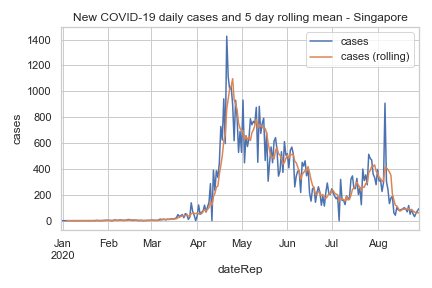 New COVID-19 daily cases and 5 day rolling mean - Singapore
cases
cases (rolling)
1400
1200
1000
800
600
400
200
0
cases
Jan Feb Mar Apr May Jun Jul Aug
2020
dateRep